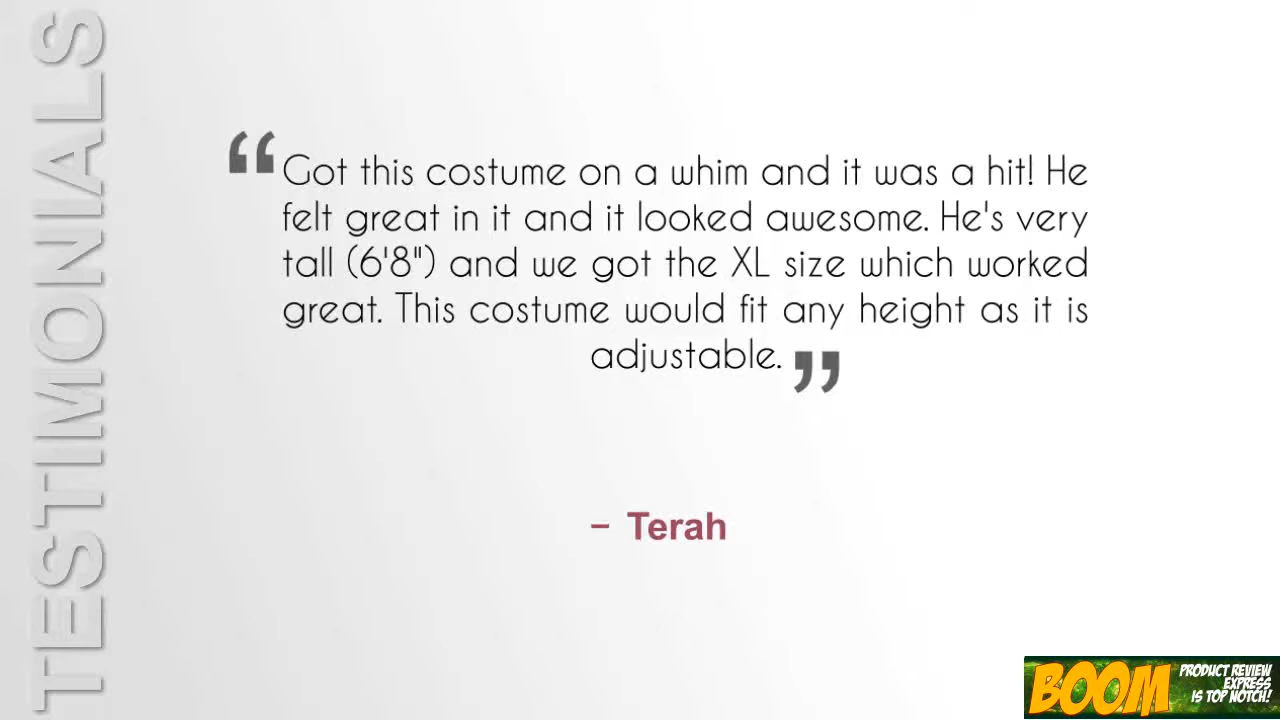 TESTIMONIALS
“Got this costume on a whim and it was a hit! He
felt great in it and it looked awesome. He's very
tall (6'8") and we got the XL size which worked
great. This costume would fit any height as it is
adjustable.”
– Terah
BOOM
PRODUCT REVIEW
EXPRESS
IS TOP NOTCH!